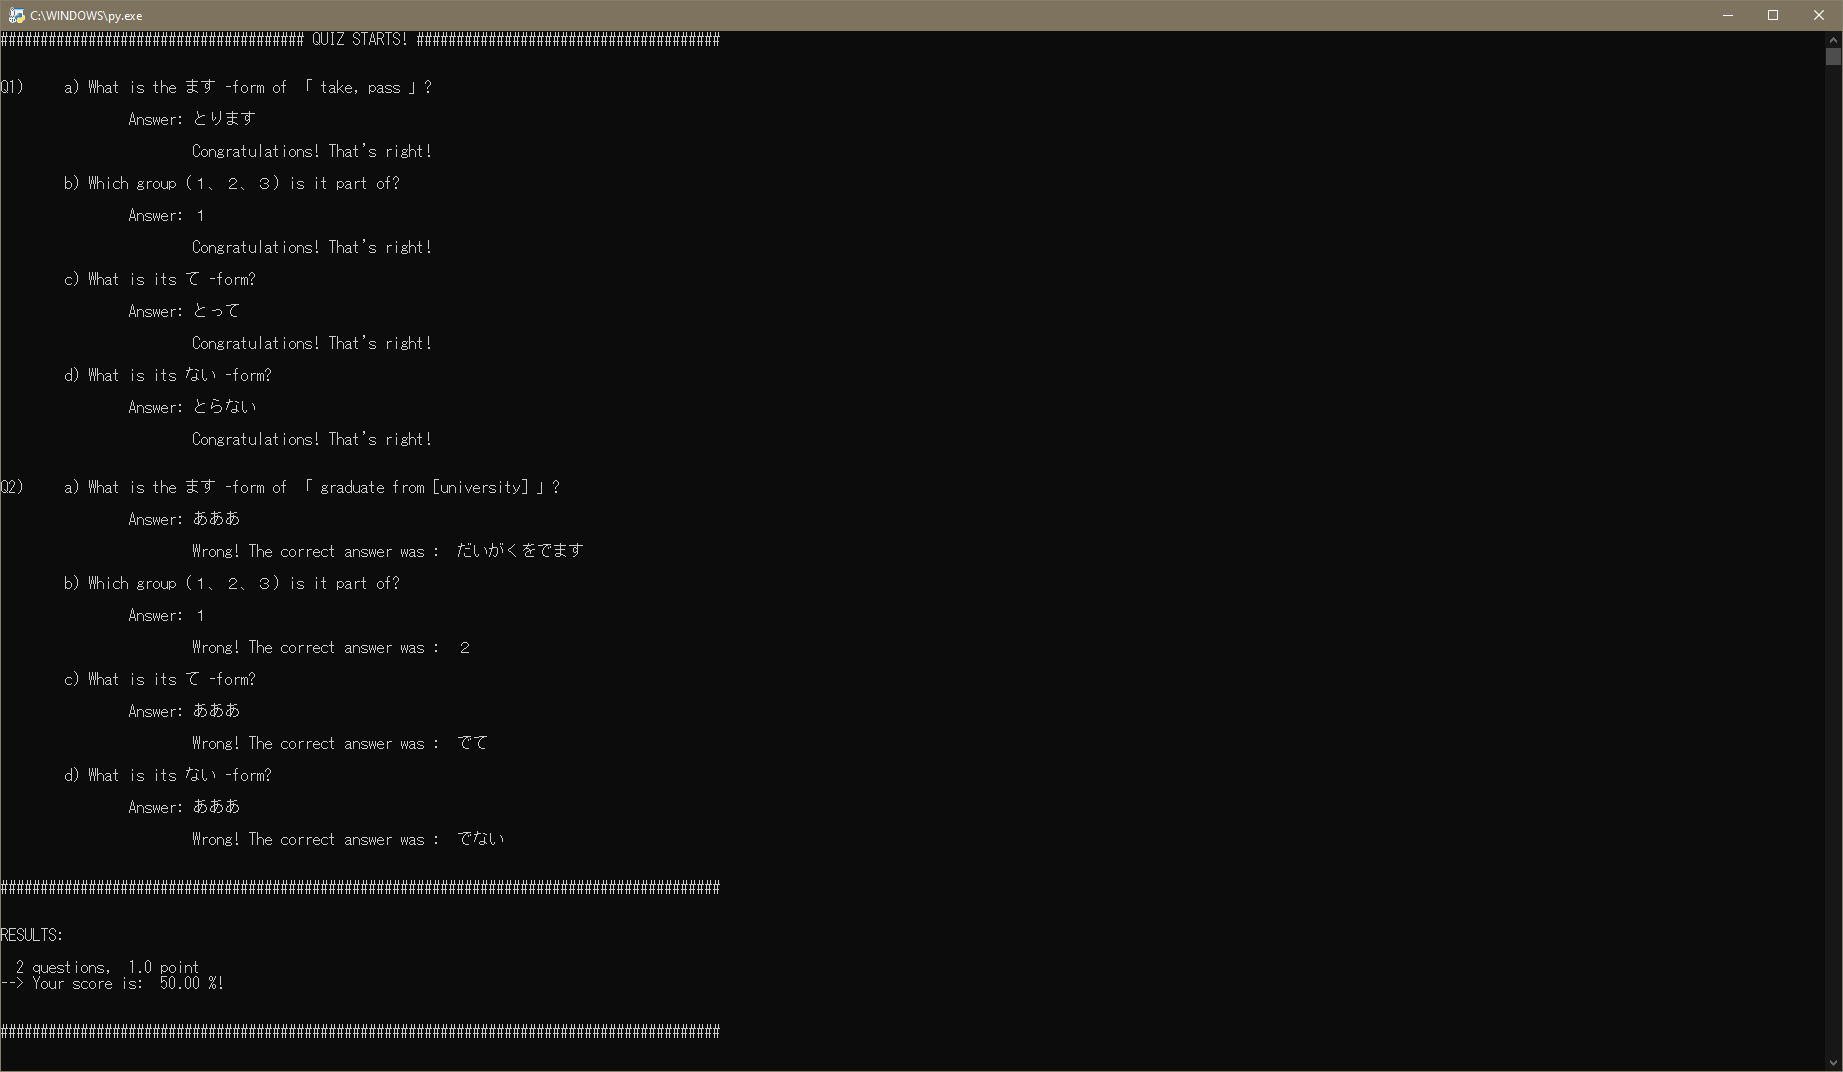 C:\WINDOWS\py.exe
###################################### QUIZ STARTS! ######################################
Q1) a) What is the ます -form of 「 take, pass 」?
Answer: とります
Congratulations! That's right!
b) Which group (１、２、３) is it part of?
Answer: １
Congratulations! That's right!
c) What is its て -form?
Answer: とって
Congratulations! That's right!
d) What is its ない -form?
Answer: とらない
Congratulations! That's right!
Q2) a) What is the ます -form of 「 graduate from [university] 」?
Answer: あああ
Wrong! The correct answer was : だいがくをでます
b) Which group (１、２、３) is it part of?
Answer: １
Wrong! The correct answer was : ２
c) What is its て -form?
Answer: あああ
Wrong! The correct answer was : でて
d) What is its ない -form?
Answer: あああ
Wrong! The correct answer was : でない
##########################################################################################
RESULTS:
2 questions, 1.0 point
--> Your score is: 50.00 %!
##########################################################################################